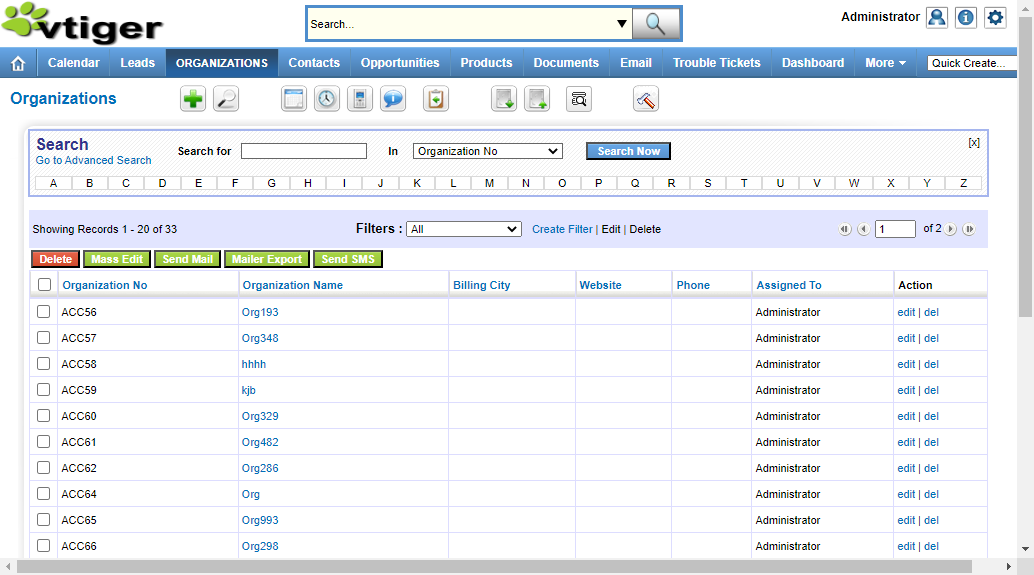 vtiger
Search...
Administrator
Calendar Leads ORGANIZATIONS Contacts Opportunities Products Documents Email Trouble Tickets Dashboard More Quick Create...
Organizations
Search
Go to Advanced Search
Search for In Organization No Search Now [x]
A B C D E F G H I J K L M N O P Q R S T U V W X Y Z
Showing Records 1 - 20 of 33 Filters : All Create Filter | Edit | Delete 1 of 2
Delete Mass Edit Send Mail Mailer Export Send SMS
Organization No Organization Name Billing City Website Phone Assigned To Action
ACC56 Org193 Administrator edit | del
ACC57 Org348 Administrator edit | del
ACC58 hhhh Administrator edit | del
ACC59 kjb Administrator edit | del
ACC60 Org329 Administrator edit | del
ACC61 Org482 Administrator edit | del
ACC62 Org286 Administrator edit | del
ACC64 Org Administrator edit | del
ACC65 Org993 Administrator edit | del
ACC66 Org298 Administrator edit | del